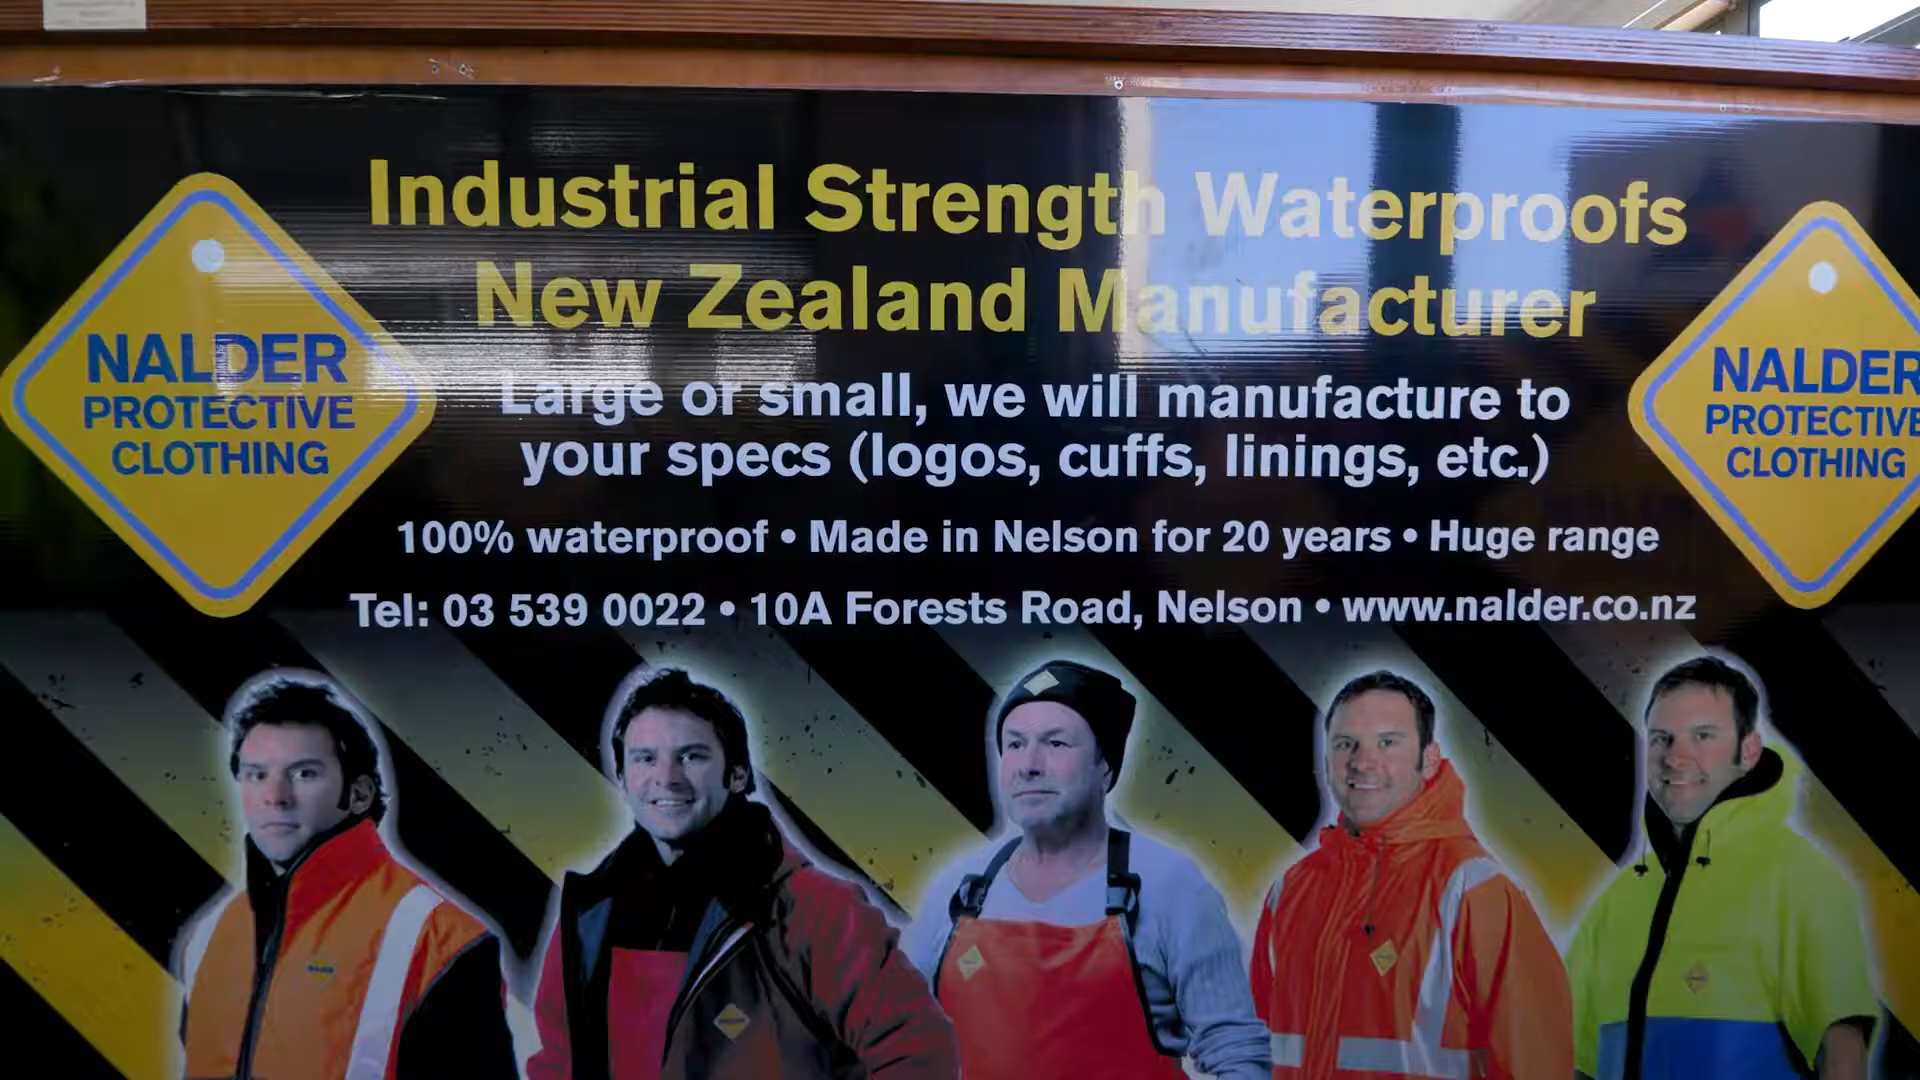 Industrial Strength Waterproofs
New Zealand Manufacturer
Large or small, we will manufacture to
your specs (logos, cuffs, linings, etc.)
100% waterproof • Made in Nelson for 20 years • Huge range
Tel: 03 539 0022 • 10A Forests Road, Nelson • www.nalder.co.nz
NALDER
PROTECTIVE
CLOTHING
NALDER
PROTECTIVE
CLOTHING